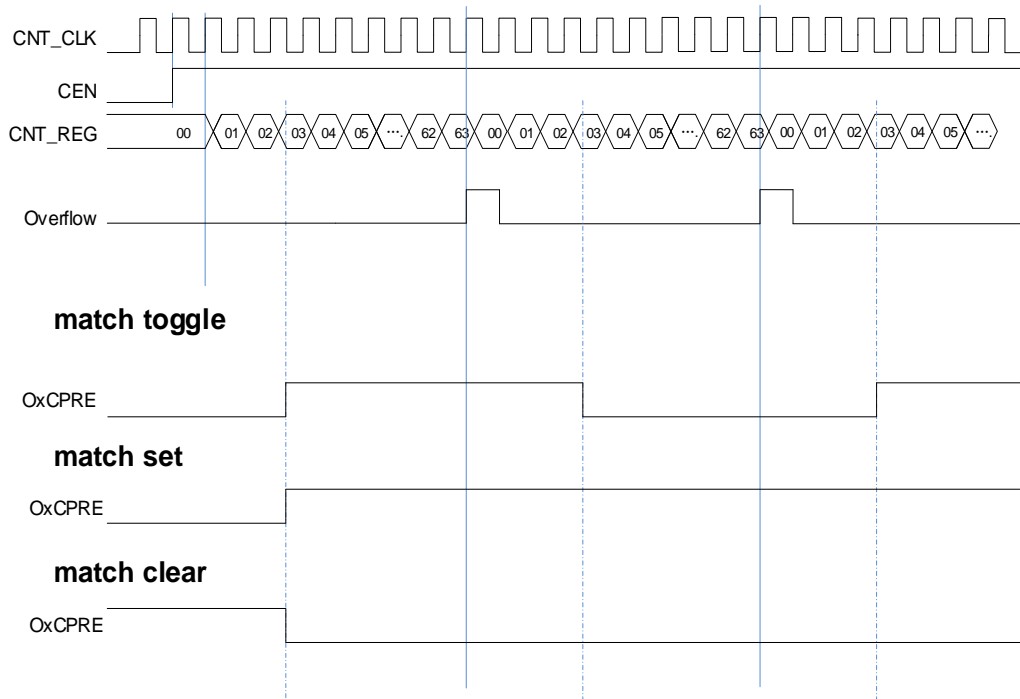 CNT_CLK
CEN
CNT_REG 00 01 02 03 04 05 …. 62 63 00 01 02 03 04 05 …. 62 63 00 01 02 03 04 05 ….
Overflow
match toggle
OxCPRE
match set
OxCPRE
match clear
OxCPRE